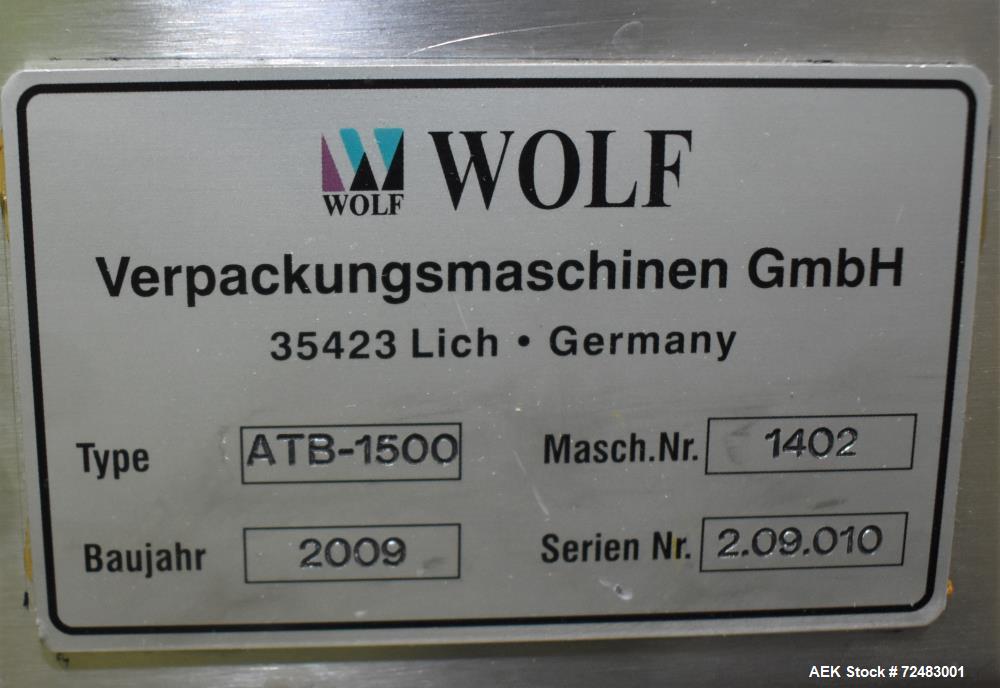 WOLF WOLF
Verpackungsmaschinen GmbH
35423 Lich • Germany
Type ATB-1500 Masch.Nr. 1402
Baujahr 2009 Serien Nr. 2.09.010
AEK Stock # 72483001